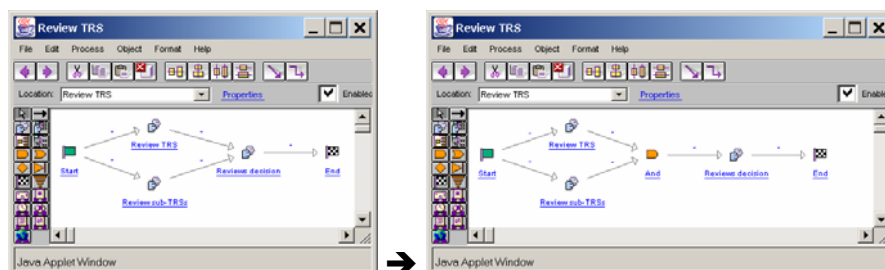 Review TRS
File Edit Process Object Format Help
Location: Review TRS Properties Enabled
Review TRS
Start Reviews decision End
Review sub-TRSs
Java Applet Window
Review TRS
File Edit Process Object Format Help
Location: Review TRS Properties Enable
Review TRS
Start And Reviews decision End
Review sub-TRSs
Java Applet Window